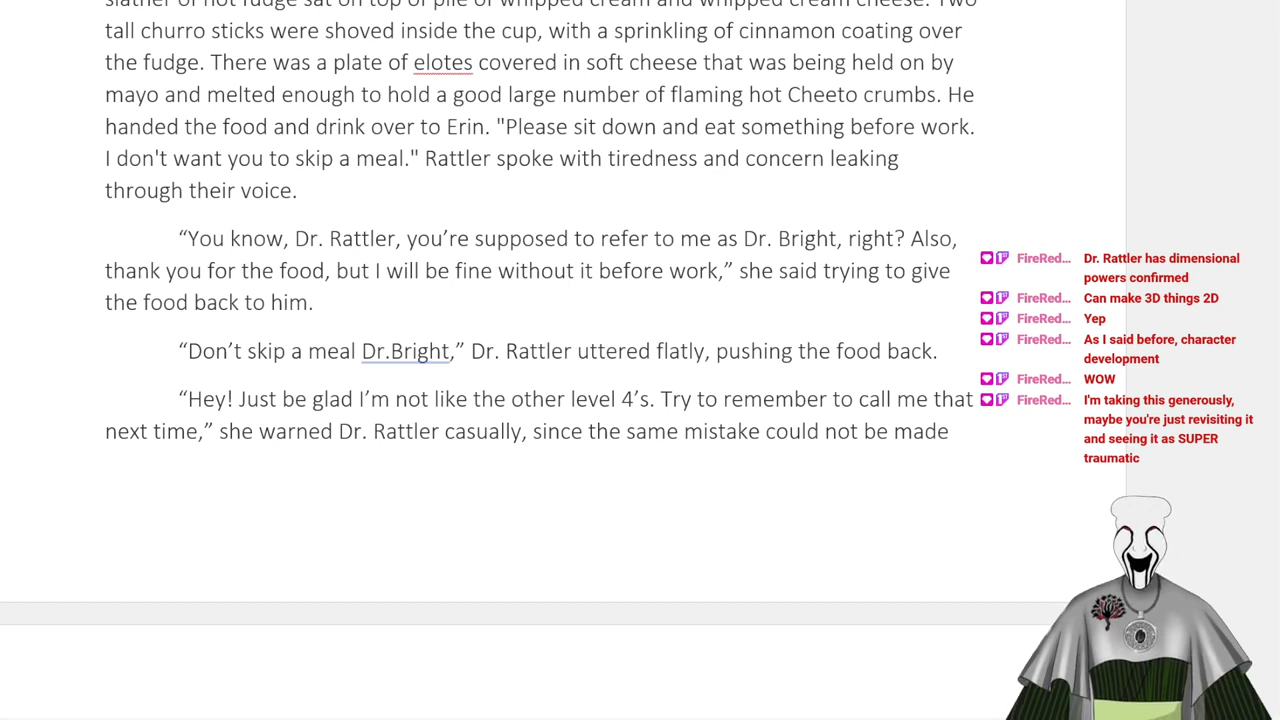 slather of hot fudge sat on top of pile of whipped cream and whipped cream cheese. Two
tall churro sticks were shoved inside the cup, with a sprinkling of cinnamon coating over
the fudge. There was a plate of elotes covered in soft cheese that was being held on by
mayo and melted enough to hold a good large number of flaming hot Cheeto crumbs. He
handed the food and drink over to Erin. "Please sit down and eat something before work.
I don't want you to skip a meal." Rattler spoke with tiredness and concern leaking
through their voice.
“You know, Dr. Rattler, you’re supposed to refer to me as Dr. Bright, right? Also,
thank you for the food, but I will be fine without it before work,” she said trying to give
the food back to him.
“Don’t skip a meal Dr.Bright,” Dr. Rattler uttered flatly, pushing the food back.
“Hey! Just be glad I’m not like the other level 4’s. Try to remember to call me that
next time,” she warned Dr. Rattler casually, since the same mistake could not be made
FireRed... Dr. Rattler has dimensional
powers confirmed
FireRed... Can make 3D things 2D
FireRed... Yep
FireRed... As I said before, character
development
FireRed... WOW
FireRed... I'm taking this generously,
maybe you're just revisiting it
and seeing it as SUPER
traumatic